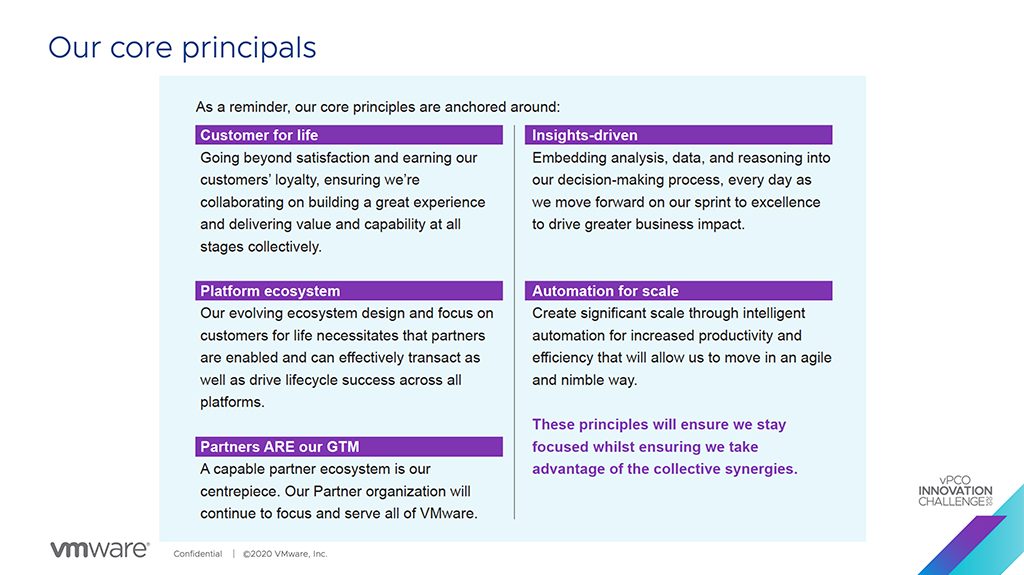 Our core principals
As a reminder, our core principles are anchored around:
Customer for life
Going beyond satisfaction and earning our
customers’ loyalty, ensuring we’re
collaborating on building a great experience
and delivering value and capability at all
stages collectively.
Platform ecosystem
Our evolving ecosystem design and focus on
customers for life necessitates that partners
are enabled and can effectively transact as
well as drive lifecycle success across all
platforms.
Partners ARE our GTM
A capable partner ecosystem is our
centrepiece. Our Partner organization will
continue to focus and serve all of VMware.
Insights-driven
Embedding analysis, data, and reasoning into
our decision-making process, every day as
we move forward on our sprint to excellence
to drive greater business impact.
Automation for scale
Create significant scale through intelligent
automation for increased productivity and
efficiency that will allow us to move in an agile
and nimble way.
These principles will ensure we stay
focused whilst ensuring we take
advantage of the collective synergies.
vPCO
INNOVATION
CHALLENGE
vmware®
Confidential | ©2020 VMware, Inc.